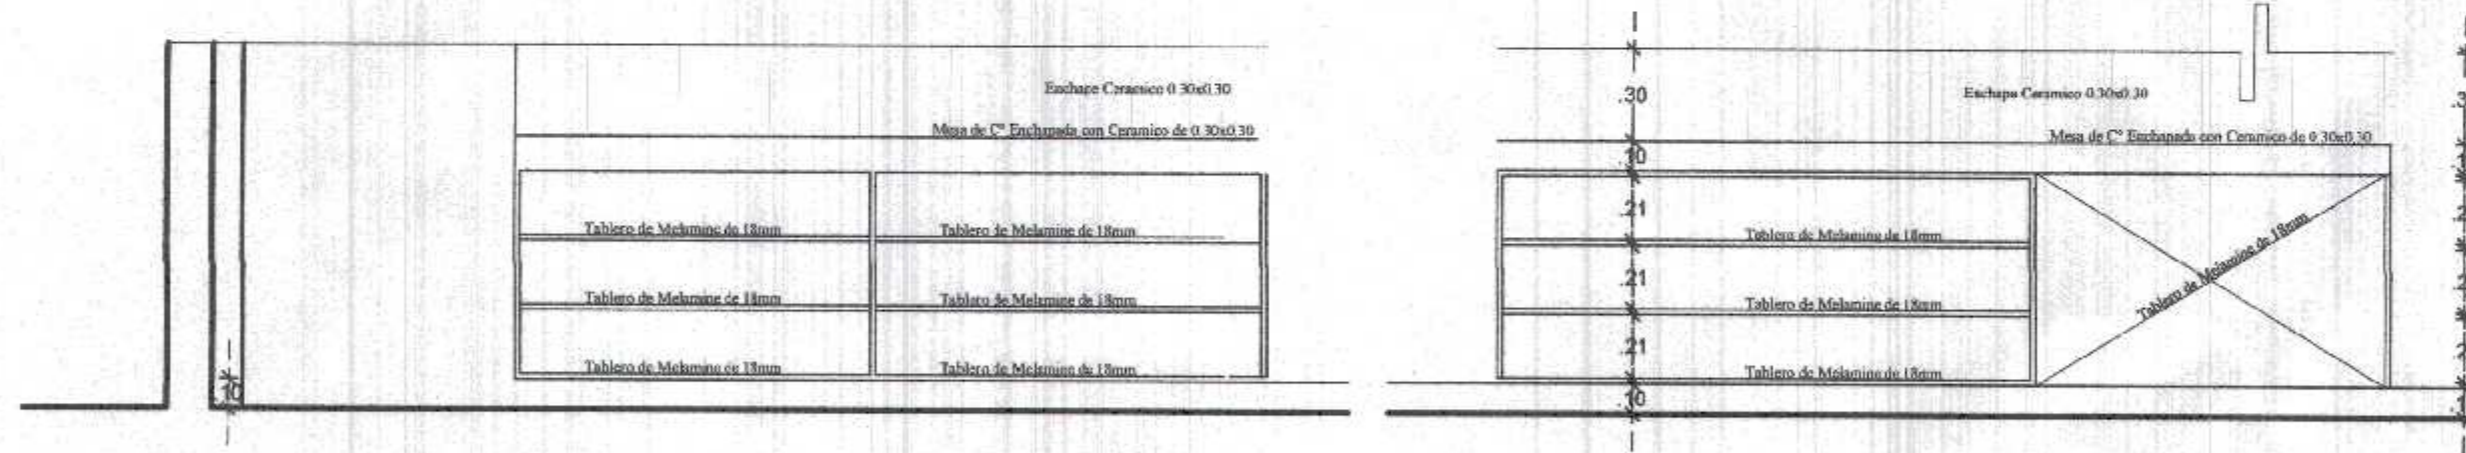 Enchape Ceramico 0.30x0.30
Mesa de C° Enchapada con Ceramico de 0.30x0.30
Tablero de Melamine de 18mm
Tablero de Melamine de 18mm
Tablero de Melamine de 18mm
Tablero de Melamine de 18mm
Tablero de Melamine de 18mm
Tablero de Melamine de 18mm
.10
Enchape Ceramico 0.30x0.30
Mesa de C° Enchapada con Ceramico de 0.30x0.30
.30
.10
.21
.21
.21
.10
Tablero de Melamine de 18mm
Tablero de Melamine de 18mm
Tablero de Melamine de 18mm
Tablero de Melamine de 18mm